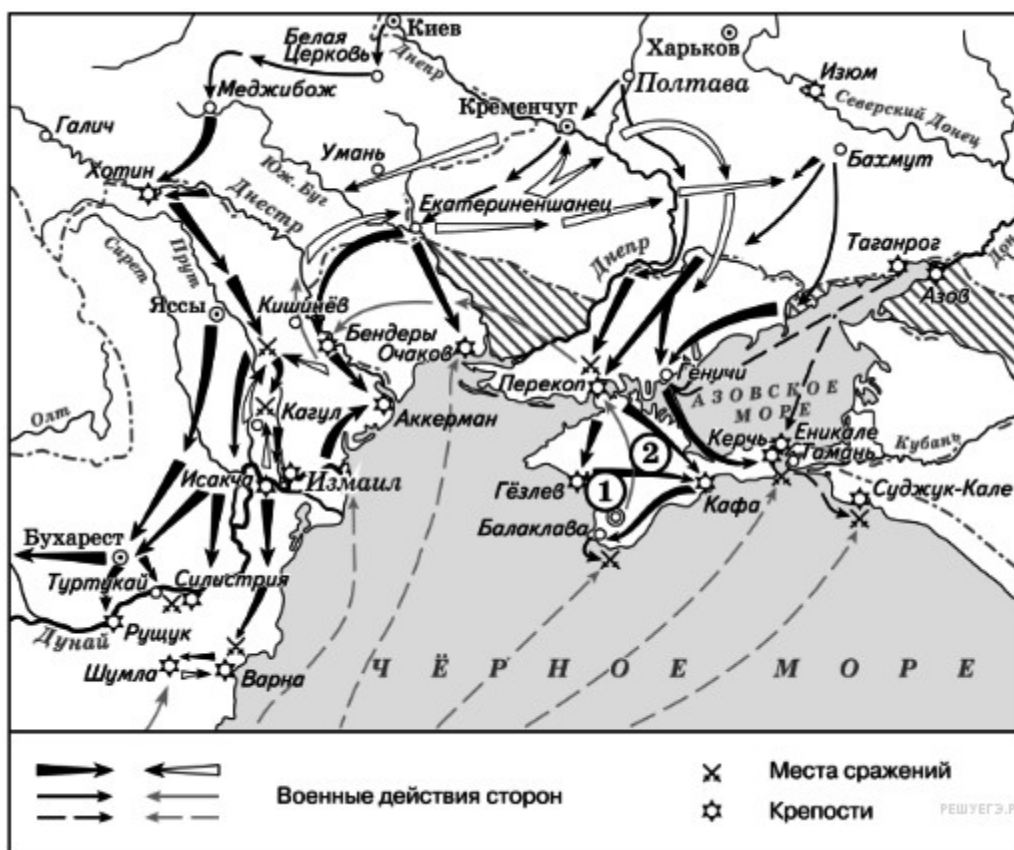 Киев
Белая
Церковь
Днепр
Харьков
Полтава
Изюм
Северский Донец
Меджибож
Кременчуг
Галич
Умань
Бахмут
Хотин
Юж. Буг
Днестр
Екатериненшанец
Сирет
Прут
Днепр
Таганрог
Дон
Азов
Яссы
Кишинёв
Бендеры
Очаков
Перекоп
Геничи
АЗОВСКОЕ
МОРЕ
Олт
Кагул
Аккерман
Керчь
Еникале
Тамань
Кубань
2
Исакча
Измаил
1
Гёзлев
Кафа
Суджук-Кале
Балаклава
Бухарест
Туртукай
Силистрия
Дунай
Рущук
Шумла
Варна
ЧЁРНОЕ МОРЕ
Военные действия сторон
Места сражений
Крепости
РЕШУЕГЭ.Р